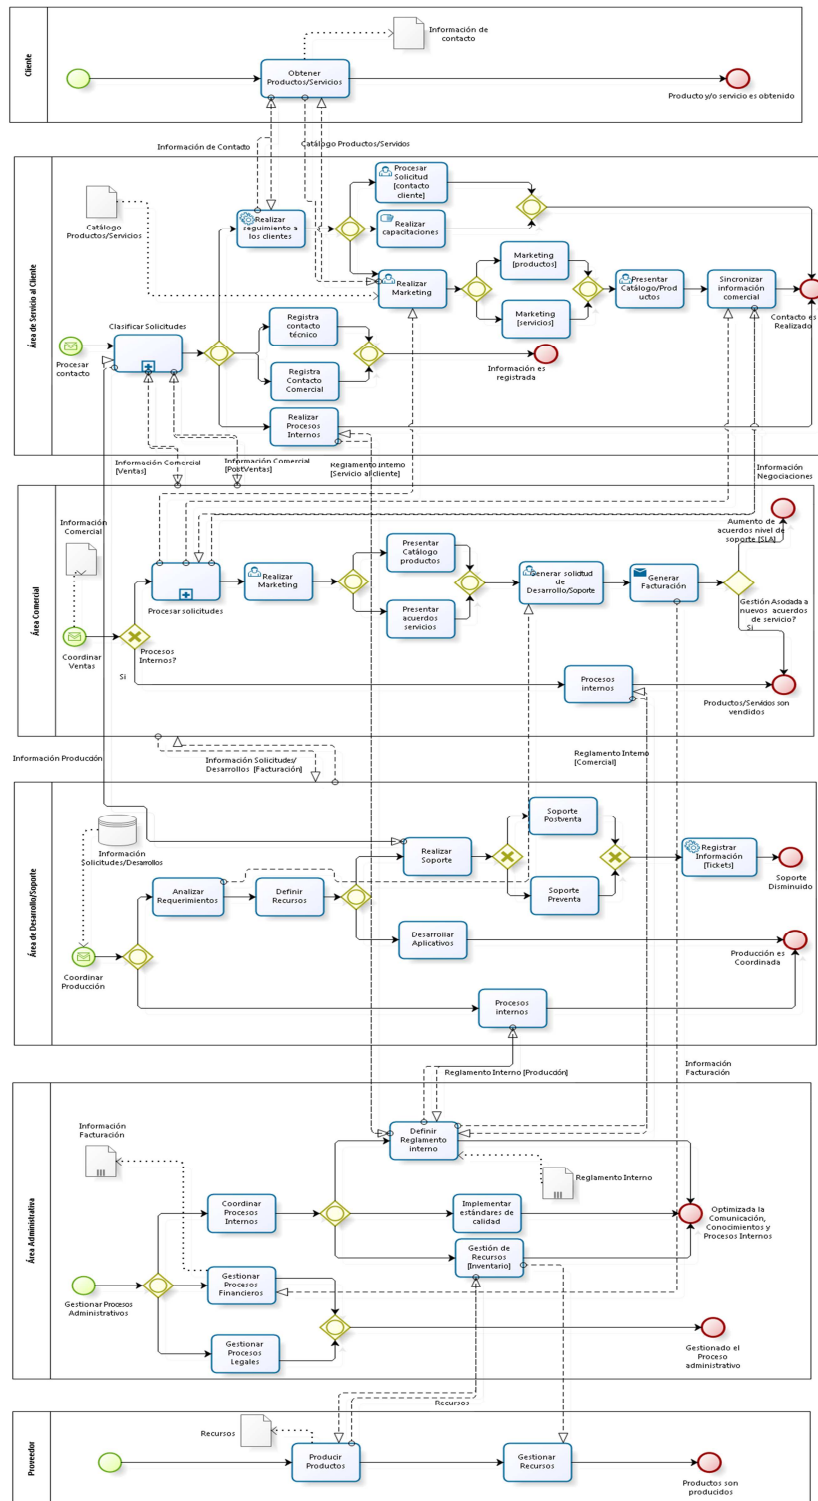 Cliente
Información de
contacto
Obtener
Productos/Servicios
Producto y/o servicio es obtenido
Información de Contacto
Catálogo Productos/Servicios
Área de Servicio al Cliente
Catálogo
Productos/Servicios
Realizar
seguimiento a
los clientes
Procesar
Solicitud
[contacto
cliente]
Realizar
capacitaciones
Realizar
Marketing
Marketing
[productos]
Marketing
[servicios]
Presentar
Catálogo/Prod
uctos
Sincronizar
información
comercial
Contacto es
Realizado
Clasificar Solicitudes
Procesar
contacto
Registra
contacto
técnico
Registra
Contacto
Comercial
Información es
registrada
Realizar
Procesos
Internos
Información Comercial
[Ventas]
Información Comercial
[PostVentas]
Reglamento Interno
[Servicio al cliente]
Información
Negociaciones
Área Comercial
Información
Comercial
Coordinar
Ventas
Procesos
Internos?
Si
Procesar solicitudes
Realizar
Marketing
Presentar
Catálogo
productos
Presentar
acuerdos
servicios
Generar solicitud
de
Desarrollo/Soporte
Generar
Facturación
Aumento de
acuerdos nivel de
soporte [SLA]
Gestión Asociada a
nuevos acuerdos
de servicio?
Si
Procesos
internos
Productos/Servicios son
vendidos
Información Producción
Información Solicitudes/
Desarrollos [Facturación]
Reglamento Interno
[Comercial]
Área de Desarrollo/Soporte
Información
Solicitudes/Desarrollos
Coordinar
Producción
Analizar
Requerimientos
Definir
Recursos
Realizar
Soporte
Soporte
Postventa
Soporte
Preventa
Registrar
Información
[Tickets]
Soporte
Disminuido
Desarrollar
Aplicativos
Producción es
Coordinada
Procesos
internos
Reglamento Interno [Producción]
Información
Facturación
Área Administrativa
Información
Facturación
Definir
Reglamento
interno
Reglamento Interno
Coordinar
Procesos
Internos
Implementar
estándares de
calidad
Optimizada la
Comunicación,
Conocimientos y
Procesos Internos
Gestión de
Recursos
[Inventario]
Gestionar Procesos
Administrativos
Gestionar
Procesos
Financieros
Gestionar
Procesos
Legales
Gestionado el
Proceso
administrativo
Recursos
Proveedor
Recursos
Producir
Productos
Gestionar
Recursos
Productos son
producidos